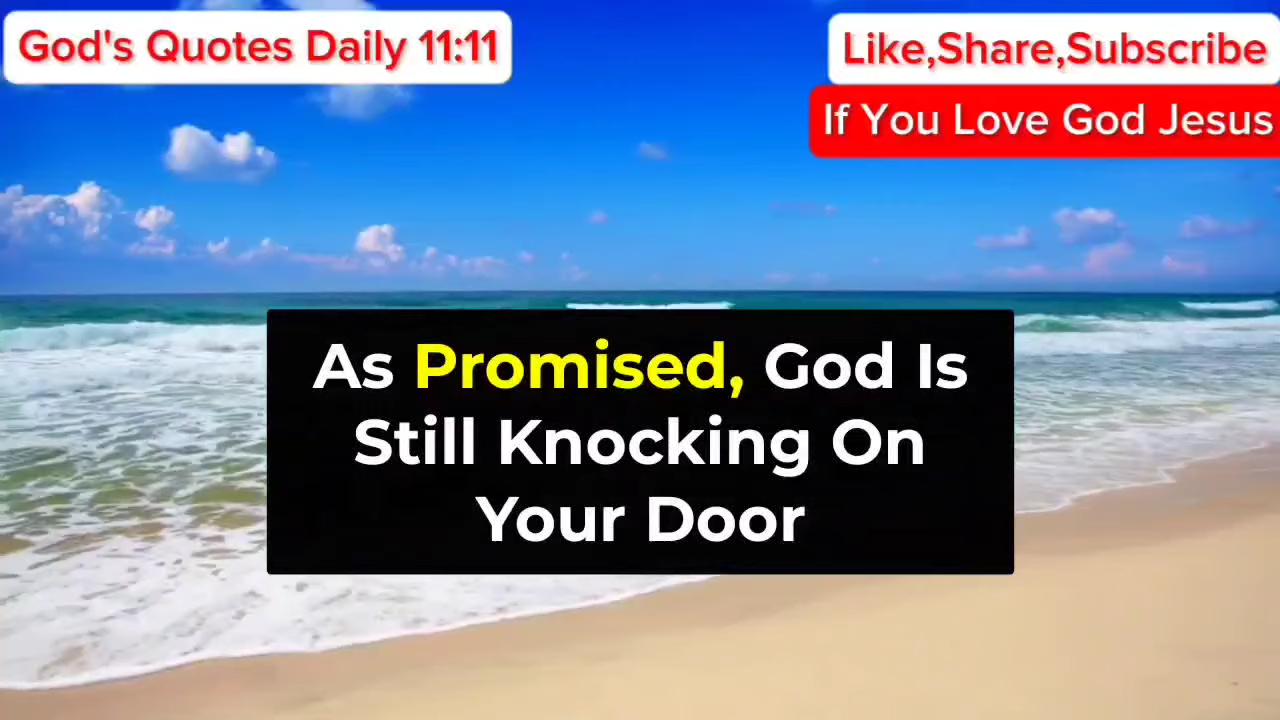 God's Quotes Daily 11:11
Like,Share,Subscribe
If You Love God Jesus
As Promised, God Is
Still Knocking On
Your Door